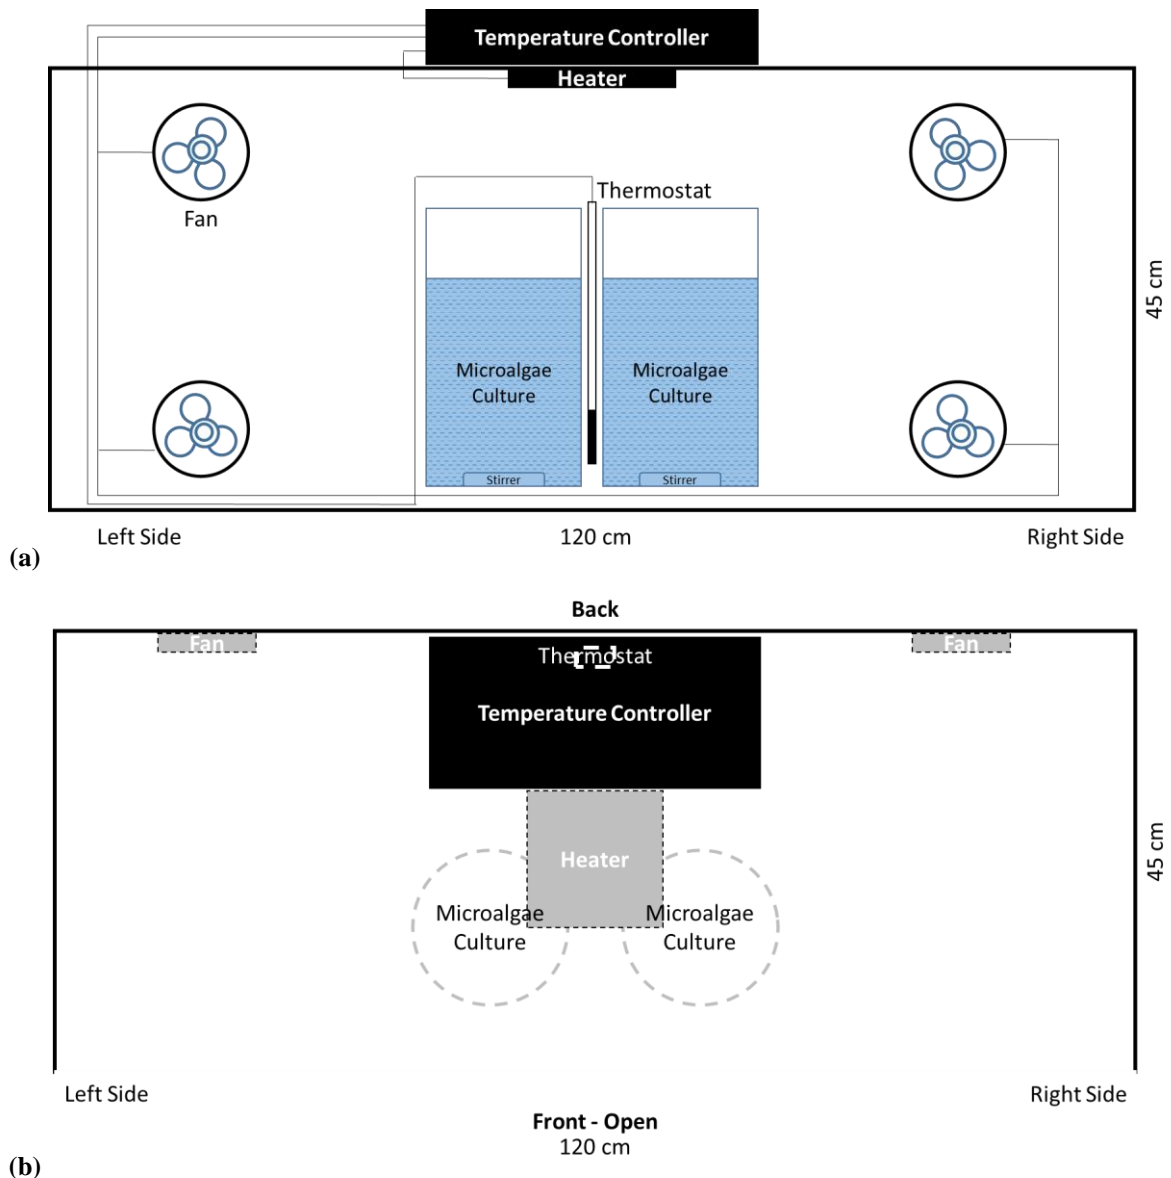 (a)
Temperature Controller
Heater
Fan
Thermostat
Microalgae
Culture
Microalgae
Culture
Stirrer
Stirrer
45 cm
Left Side
120 cm
Right Side
Back
Fan
Fan
Thermostat
Temperature Controller
Heater
Microalgae
Culture
Microalgae
Culture
45 cm
Left Side
Right Side
Front - Open
120 cm
(b)